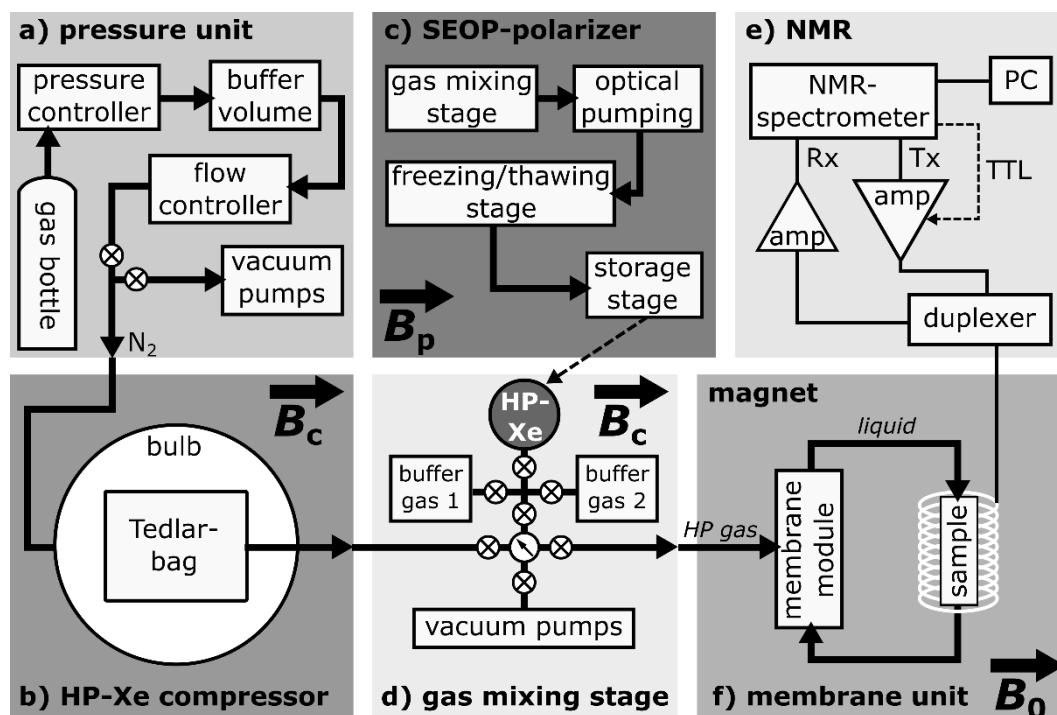 a) pressure unit
pressure
controller
buffer
volume
flow
controller
gas bottle
vacuum
pumps
N2
c) SEOP-polarizer
gas mixing
stage
optical
pumping
freezing/thawing
stage
storage
stage
Bp
e) NMR
NMR-
spectrometer
PC
Rx
Tx
TTL
amp
amp
duplexer
Bc
bulb
Tedlar-
bag
b) HP-Xe compressor
HP-
Xe
Bc
buffer
gas 1
buffer
gas 2
HP gas
vacuum pumps
d) gas mixing stage
magnet
liquid
membrane
module
sample
f) membrane unit
B0